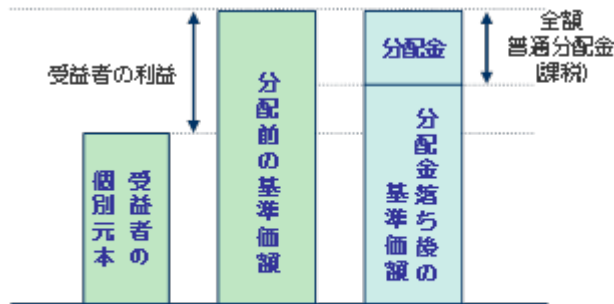 受益者の利益
受益者の
個別元本
分配前の基準価額
分配金
分配金落ち後の
基準価額
全額
普通分配金
(課税)